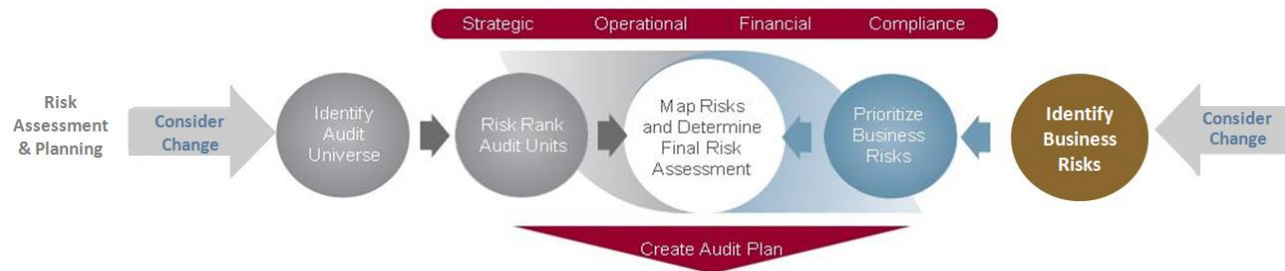 Strategic Operational Financial Compliance
Risk
Assessment
& Planning
Consider
Change
Identify
Audit
Universe
Risk Rank
Audit Units
Map Risks
and Determine
Final Risk
Assessment
Prioritize
Business
Risks
Identify
Business
Risks
Consider
Change
Create Audit Plan